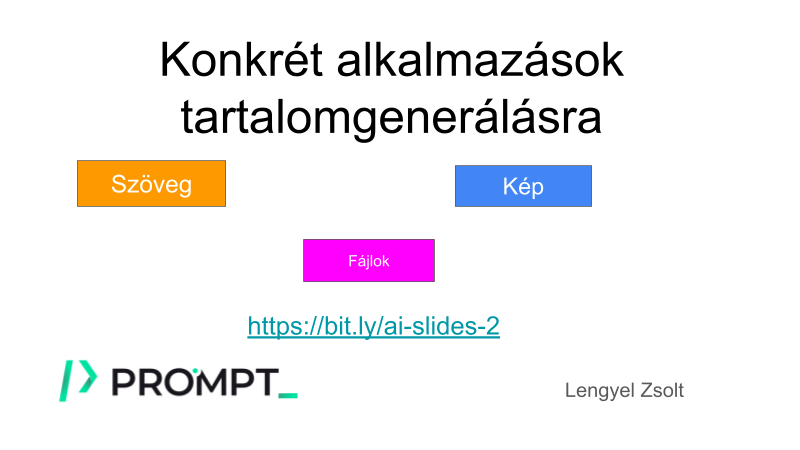 Konkrét alkalmazások
tartalomgenerálásra
Szöveg
Kép
Fájlok
https://bit.ly/ai-slides-2
PROMPT_
Lengyel Zsolt